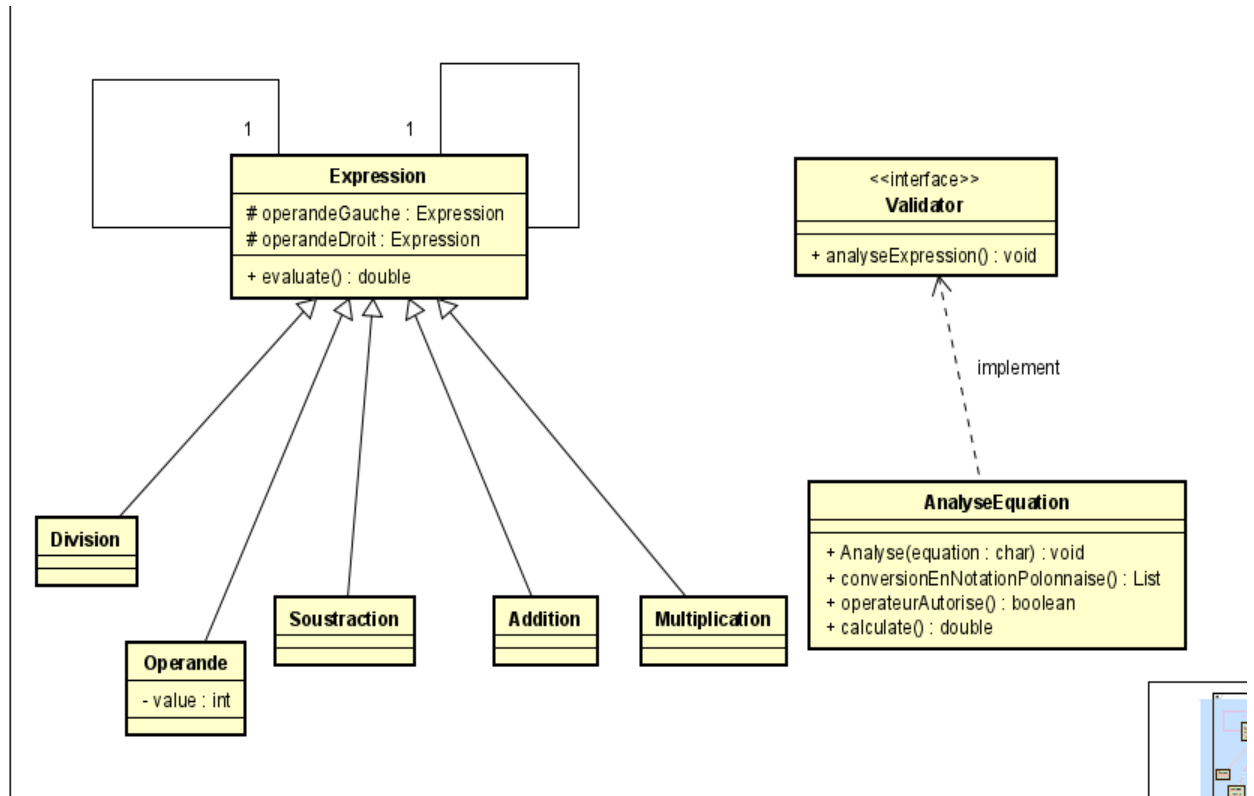 1
1
Expression
# operandeGauche : Expression
# operandeDroit : Expression
+ evaluate() : double
<<interface>>
Validator
+ analyseExpression() : void
implement
AnalyseEquation
+ Analyse(equation : char) : void
+ conversionEnNotationPolonnaise() : List
+ operateurAutorise() : boolean
+ calculate() : double
Division
Operande
- value : int
Soustraction
Addition
Multiplication